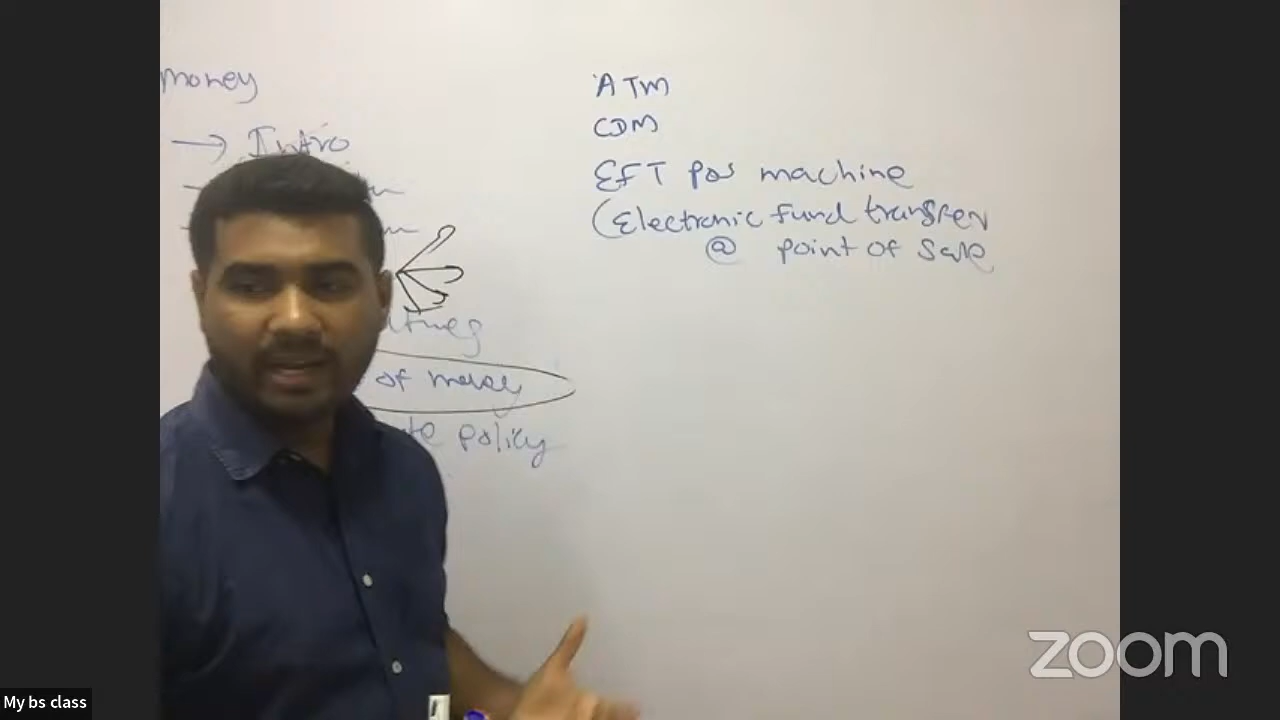 money
→ Intro
of money
policy
ATM
CDM
EFT pos machine
(Electronic fund transfer
@ point of sale
zoom
My bs class